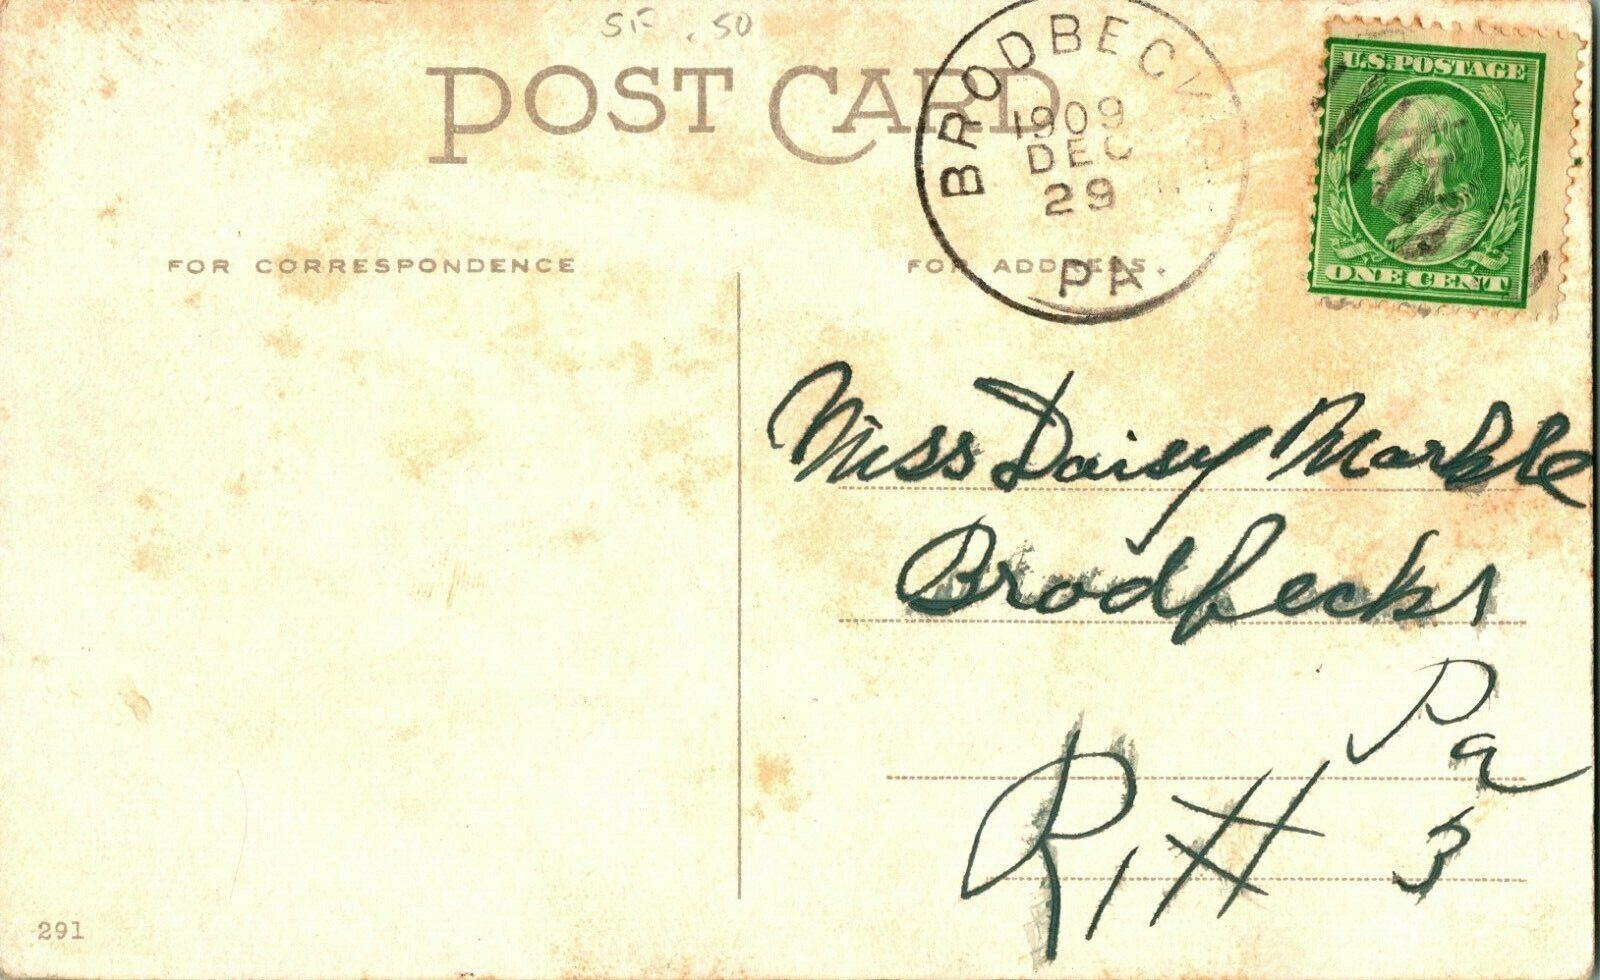 SF .50
POST CARD
BRODBECKS
1909
DEC
29
PA
U.S. POSTAGE
ONE CENT
FOR CORRESPONDENCE
FOR ADDRESS.
Miss Daisy Markle
Brodbecks
Pa
R, # 3
291